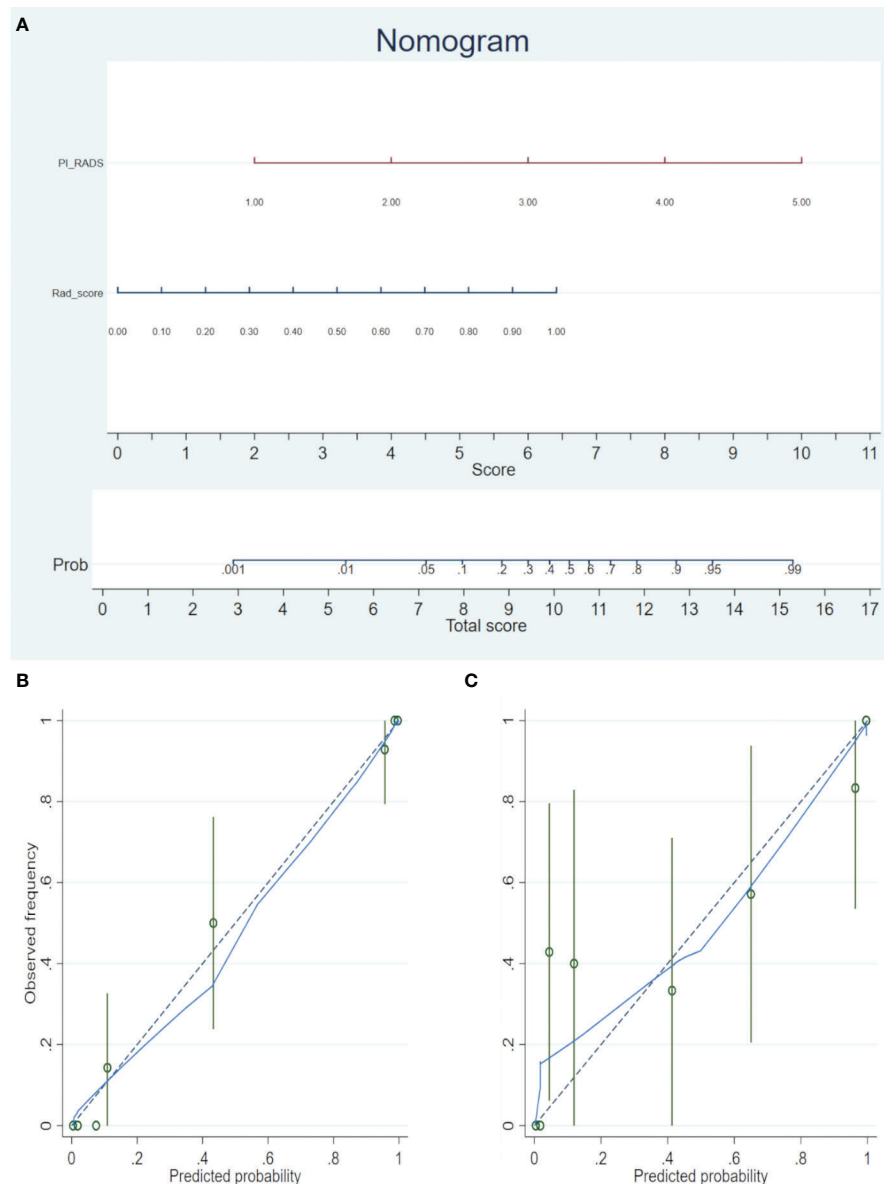 A
Nomogram
PI_RADS
1.00 2.00 3.00 4.00 5.00
Rad_score
0.00 0.10 0.20 0.30 0.40 0.50 0.60 0.70 0.80 0.90 1.00
0 1 2 3 4 5 6 7 8 9 10 11
Score
Prob
.001 .01 .05 .1 .2 .3 .4 .5 .6 .7 .8 .9 .95 .99
0 1 2 3 4 5 6 7 8 9 10 11 12 13 14 15 16 17
Total score
B
Observed frequency
1
.8
.6
.4
.2
0
0 .2 .4 .6 .8 1
Predicted probability
C
1
.8
.6
.4
.2
0
0 .2 .4 .6 .8 1
Predicted probability